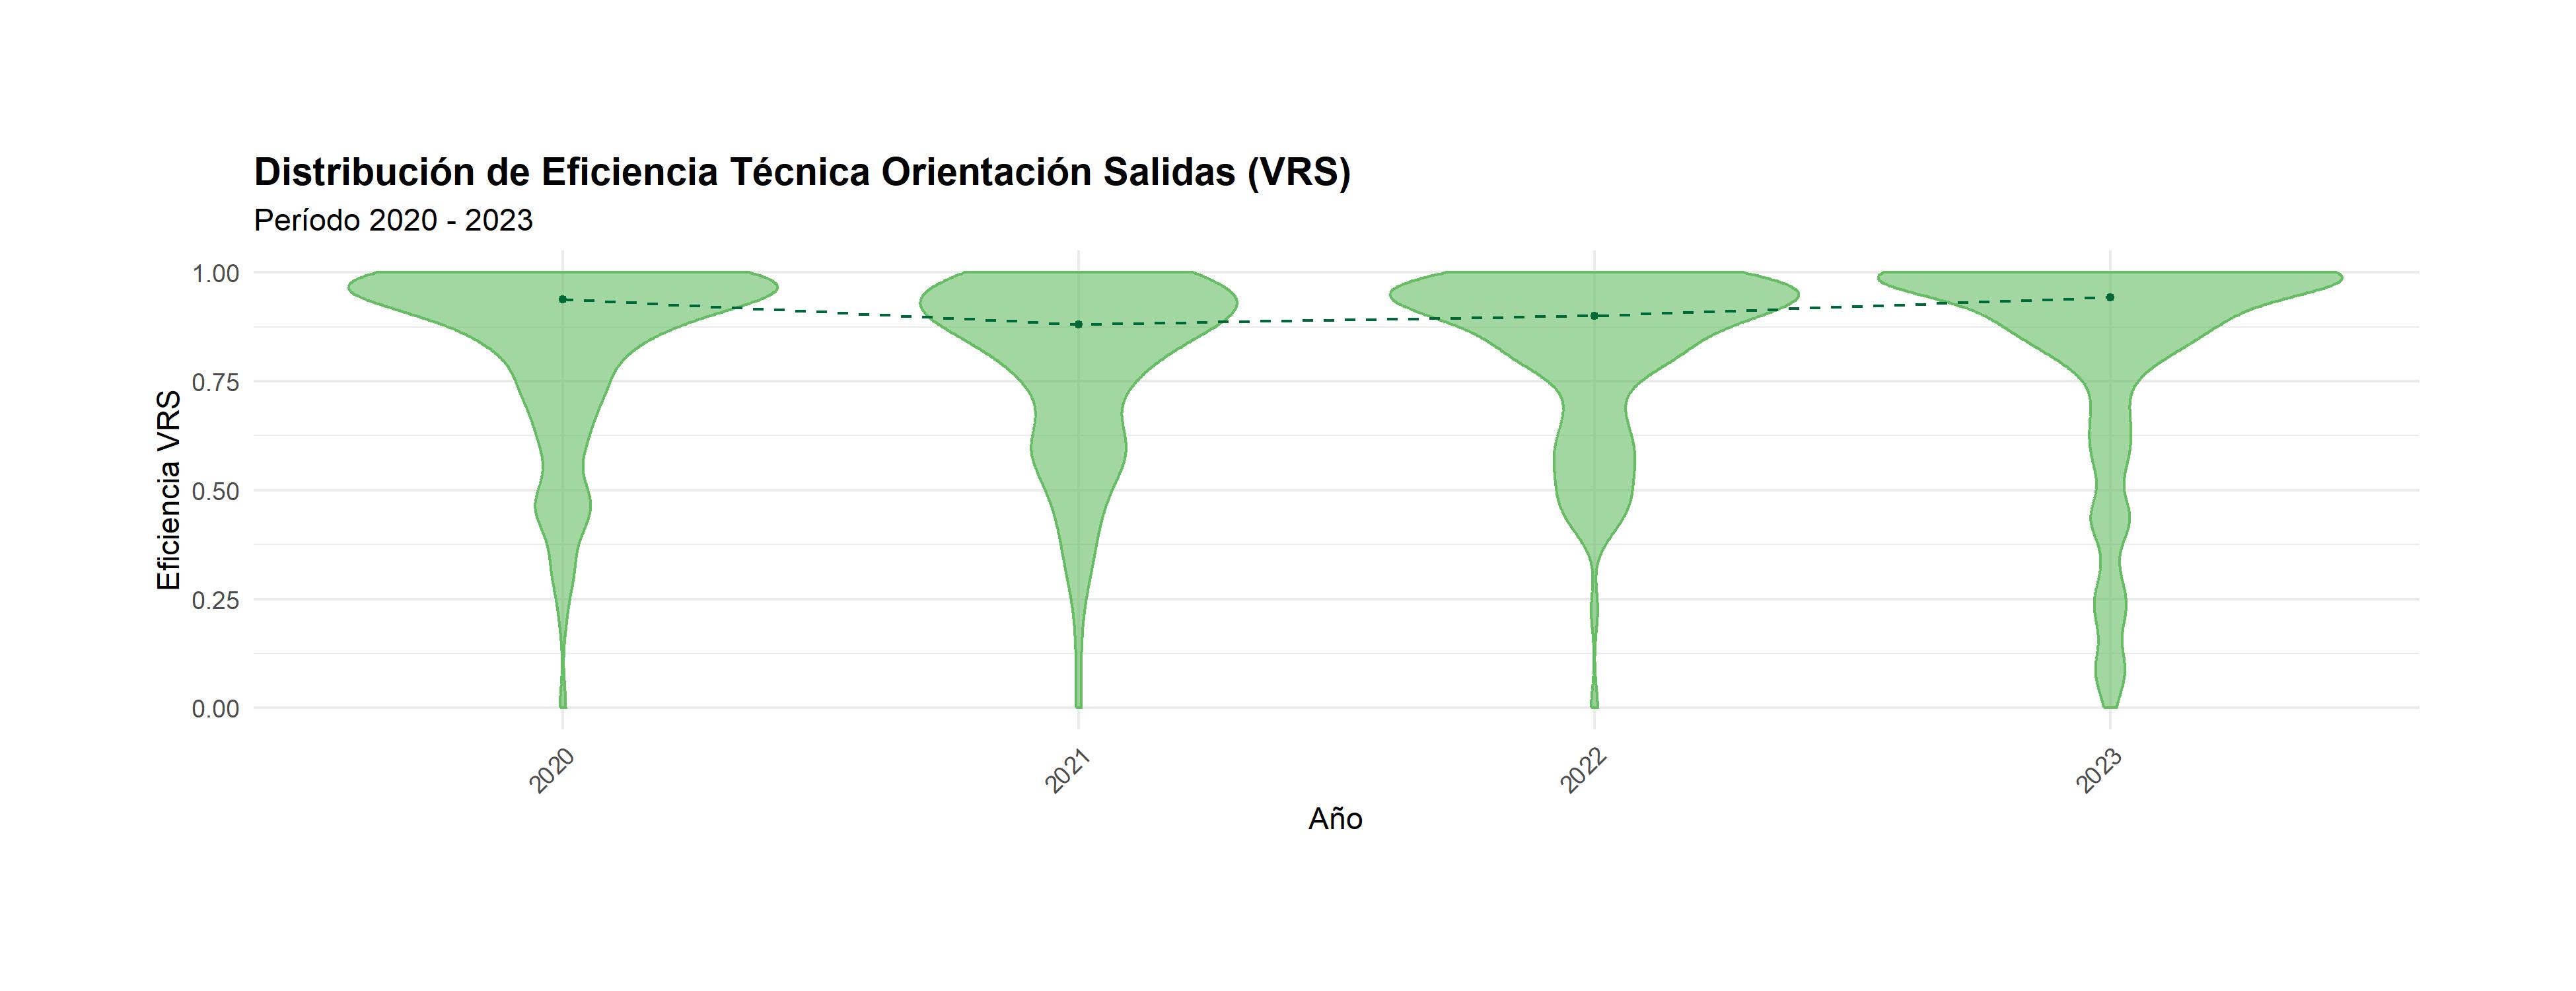 Distribución de Eficiencia Técnica Orientación Salidas (VRS)
Período 2020 - 2023
Eficiencia VRS
1.00
0.75
0.50
0.25
0.00
2020
2021
2022
2023
Año